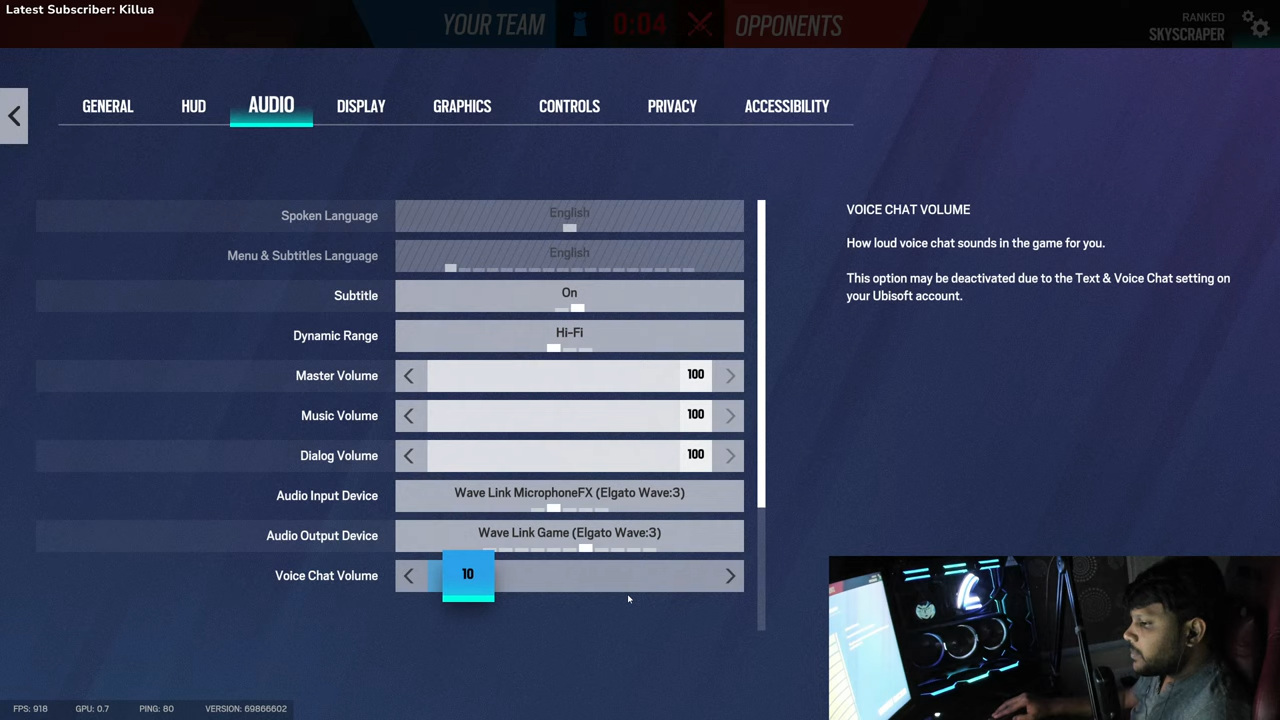 Latest Subscriber: Killua
YOUR TEAM
0:04
OPPONENTS
RANKED
SKYSCRAPER
GENERAL
HUD
AUDIO
DISPLAY
GRAPHICS
CONTROLS
PRIVACY
ACCESSIBILITY
Spoken Language
English
Menu & Subtitles Language
English
Subtitle
On
Dynamic Range
Hi-Fi
Master Volume
100
Music Volume
100
Dialog Volume
100
Audio Input Device
Wave Link MicrophoneFX (Elgato Wave:3)
Audio Output Device
Wave Link Game (Elgato Wave:3)
Voice Chat Volume
10
VOICE CHAT VOLUME
How loud voice chat sounds in the game for you.
This option may be deactivated due to the Text & Voice Chat setting on
your Ubisoft account.
FPS: 918
GPU: 0.7
PING: 80
VERSION: 69866602